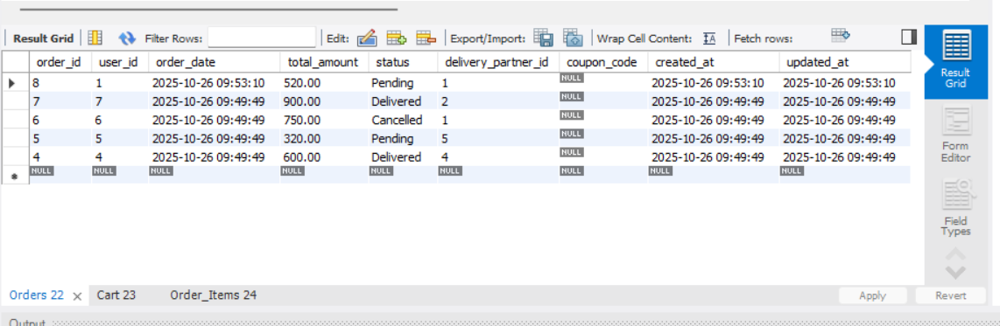 Result Grid Filter Rows: Edit: Export/Import: Wrap Cell Content: IA Fetch rows:
order_id user_id order_date total_amount status delivery_partner_id coupon_code created_at updated_at
8 1 2025-10-26 09:53:10 520.00 Pending 1 NULL 2025-10-26 09:53:10 2025-10-26 09:53:10
7 7 2025-10-26 09:49:49 900.00 Delivered 2 NULL 2025-10-26 09:49:49 2025-10-26 09:49:49
6 6 2025-10-26 09:49:49 750.00 Cancelled 1 NULL 2025-10-26 09:49:49 2025-10-26 09:49:49
5 5 2025-10-26 09:49:49 320.00 Pending 5 NULL 2025-10-26 09:49:49 2025-10-26 09:49:49
4 4 2025-10-26 09:49:49 600.00 Delivered 4 NULL 2025-10-26 09:49:49 2025-10-26 09:49:49
NULL NULL NULL NULL NULL NULL NULL NULL NULL
Result
Grid
Form
Editor
Field
Types
Orders 22 Cart 23 Order_Items 24 Apply Revert
Output